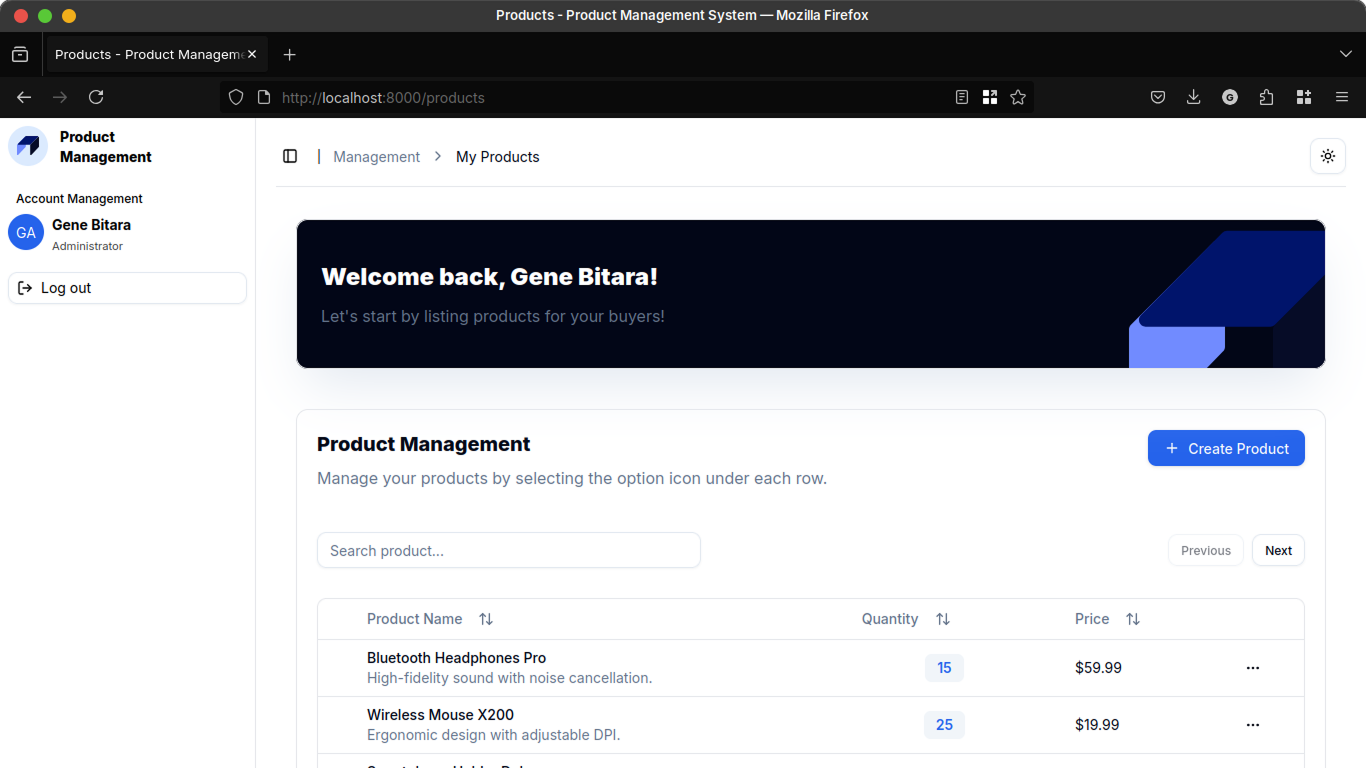 Products - Product Management System — Mozilla Firefox
Products - Product Managem
http://localhost:8000/products
G
Product
Management
Account Management
GA
Gene Bitara
Administrator
Log out
Management
My Products
Welcome back, Gene Bitara!
Let's start by listing products for your buyers!
Product Management
Create Product
Manage your products by selecting the option icon under each row.
Search product...
Previous
Next
Product Name
Quantity
Price
Bluetooth Headphones Pro
High-fidelity sound with noise cancellation.
15
$59.99
Wireless Mouse X200
Ergonomic design with adjustable DPI.
25
$19.99